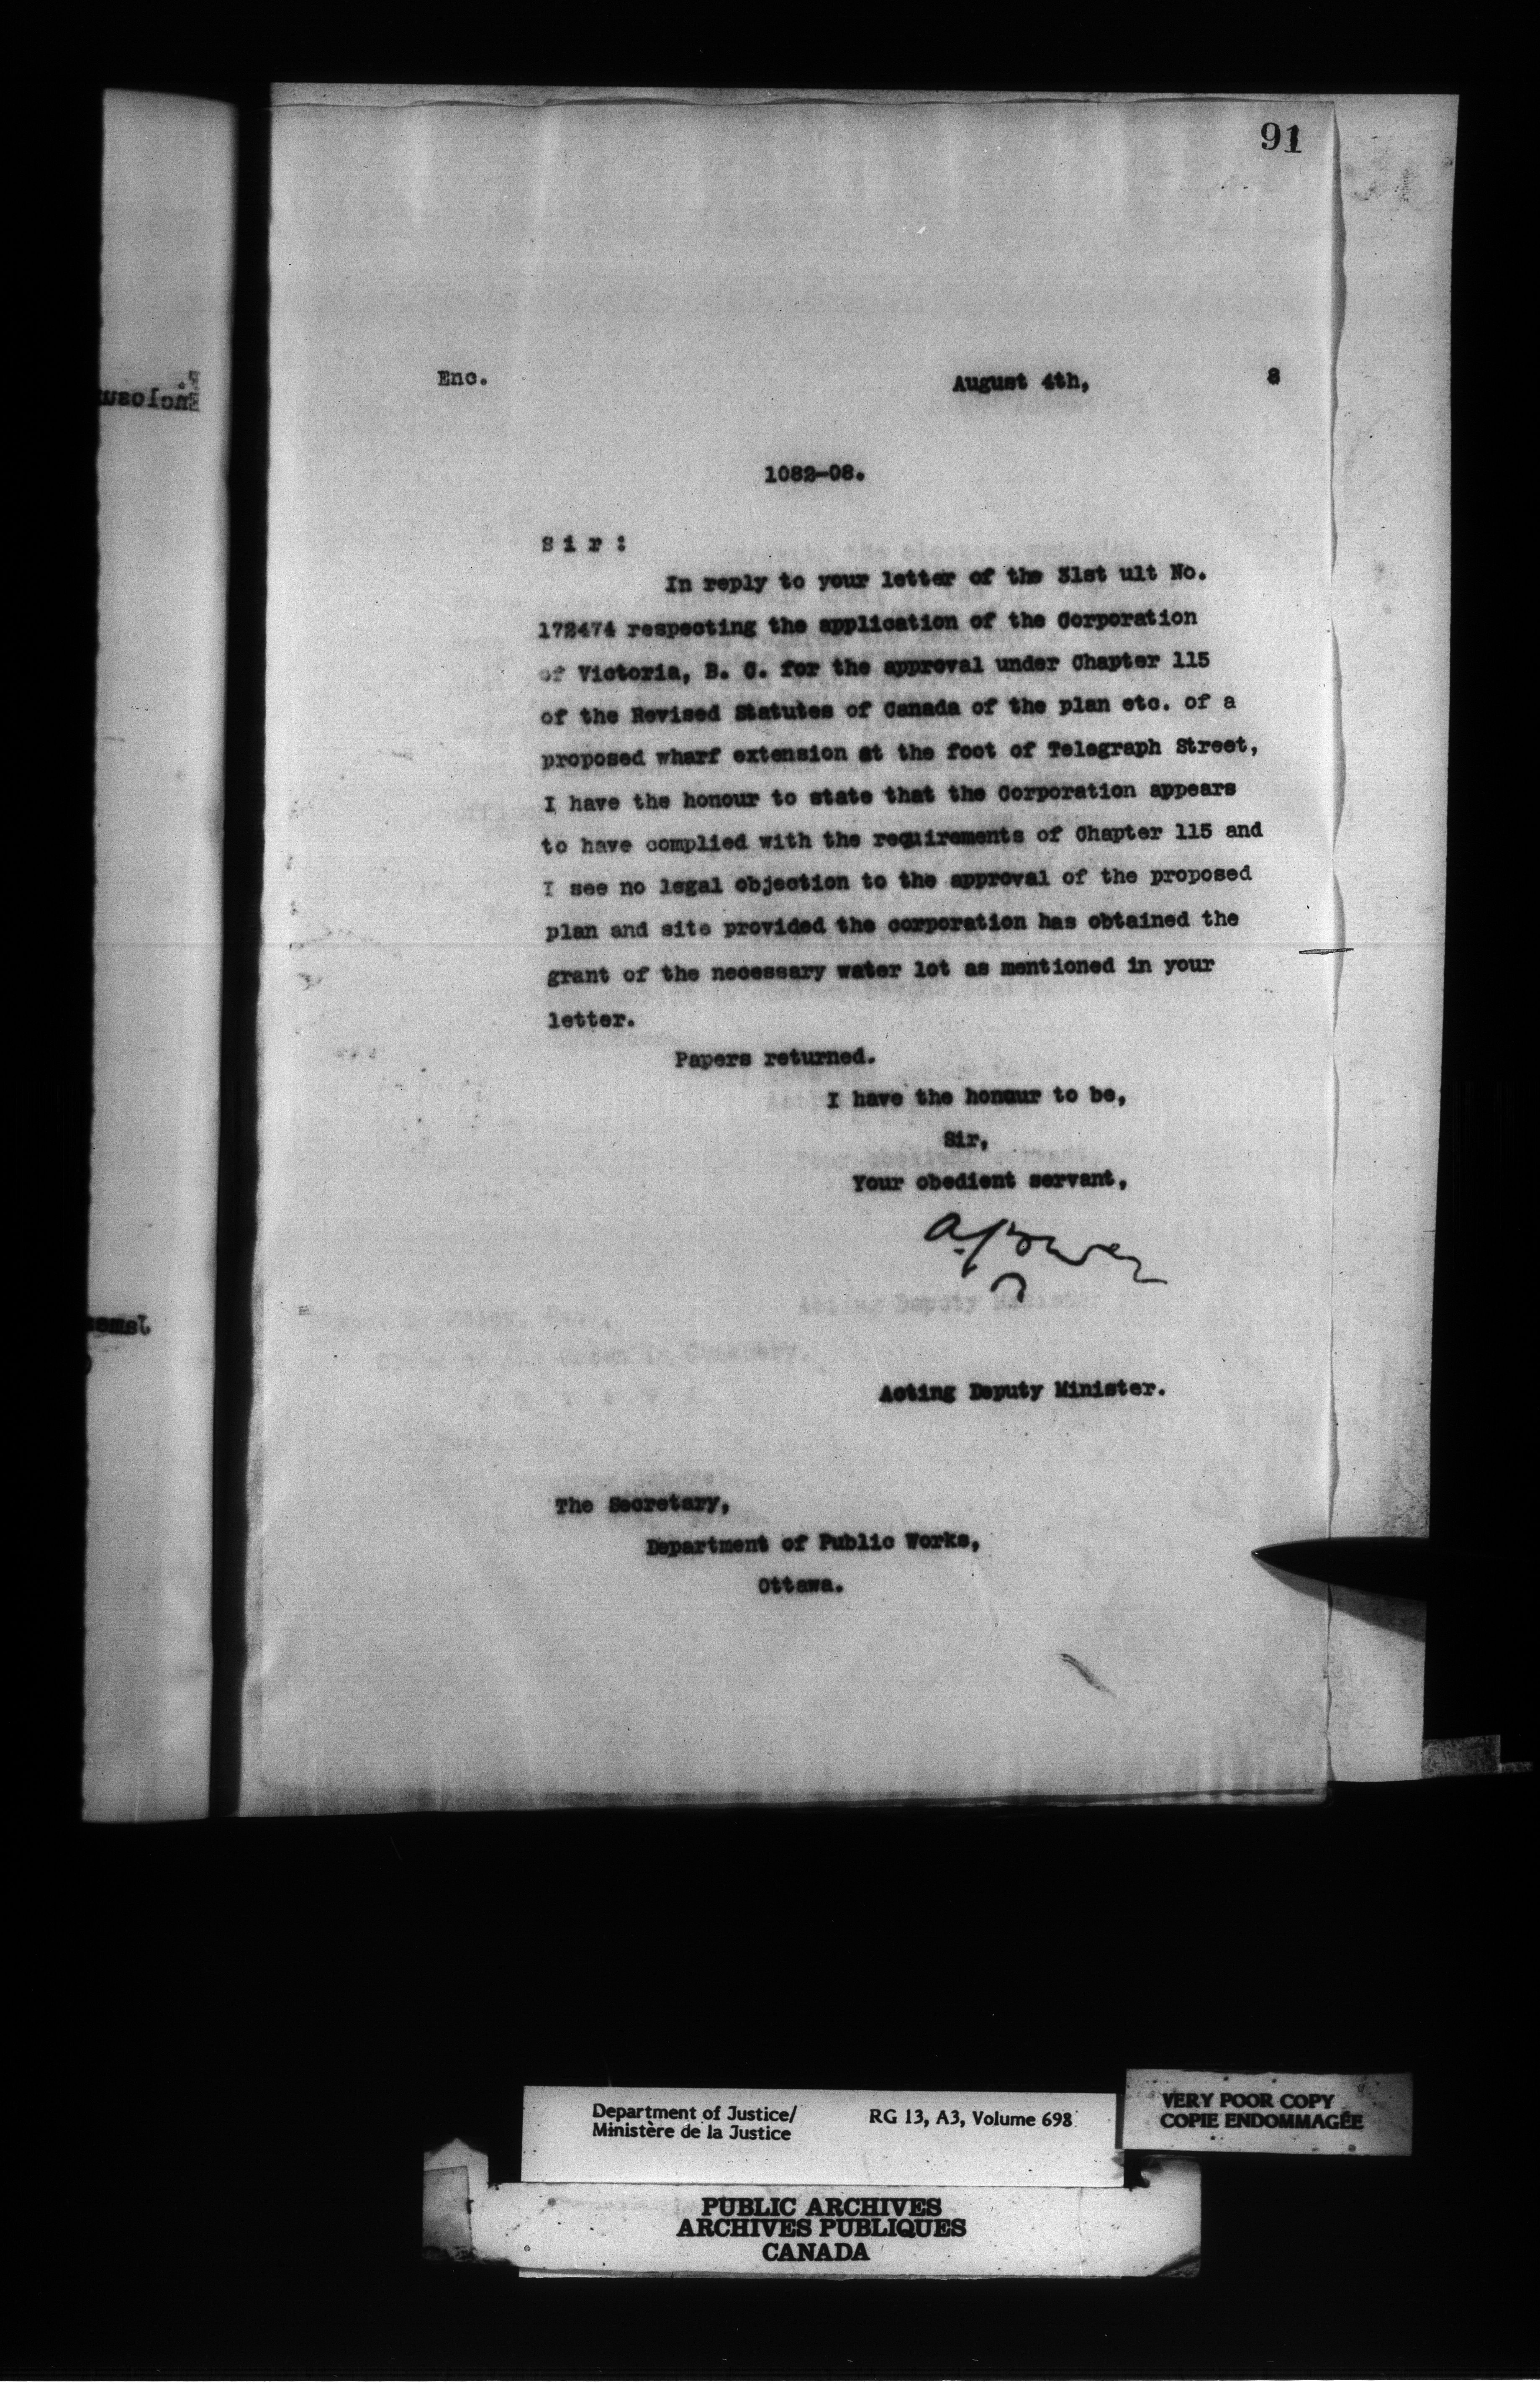 91
Enc. August 4th, 8
1082-08.
S i r :
In reply to your letter of the 31st ult No.
172474 respecting the application of the Corporation
of Victoria, B. C. for the approval under Chapter 115
of the Revised Statutes of Canada of the plan etc. of a
proposed wharf extension at the foot of Telegraph Street,
I have the honour to state that the Corporation appears
to have complied with the requirements of Chapter 115 and
I see no legal objection to the approval of the proposed
plan and site provided the corporation has obtained the
grant of the necessary water lot as mentioned in your
letter.
Papers returned.
I have the honour to be,
Sir,
Your obedient servant,
Acting Deputy Minister.
The Secretary,
Department of Public Works,
Ottawa.
Department of Justice/ RG 13, A3, Volume 698
Ministère de la Justice
VERY POOR COPY
COPIE ENDOMMAGÉE
PUBLIC ARCHIVES
ARCHIVES PUBLIQUES
CANADA